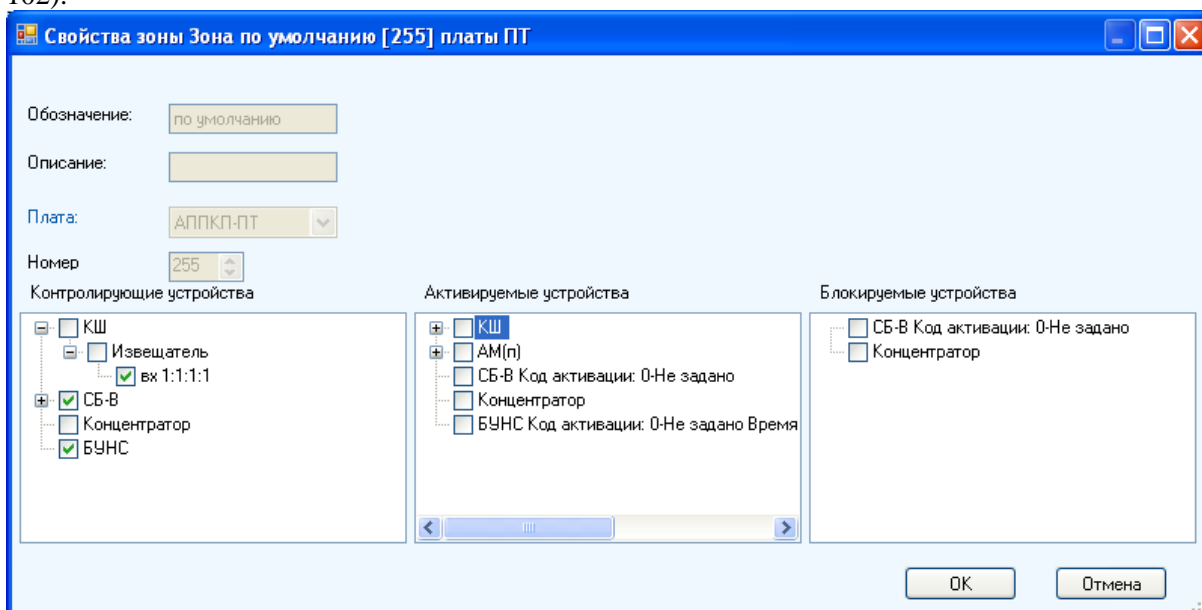 102).
Свойства зоны Зона по умолчанию [255] платы ПТ
Обозначение: по умолчанию
Описание:
Плата: АППКП-ПТ
Номер 255
Контролирующие устройства Активируемые устройства Блокируемые устройства
КШ КШ СБ-В Код активации: 0-Не задано
Извещатель АМ(п) Концентратор
вх 1:1:1:1 СБ-В Код активации: 0-Не задано
СБ-В Концентратор
Концентратор БУНС Код активации: 0-Не задано Время
БУНС
OK Отмена